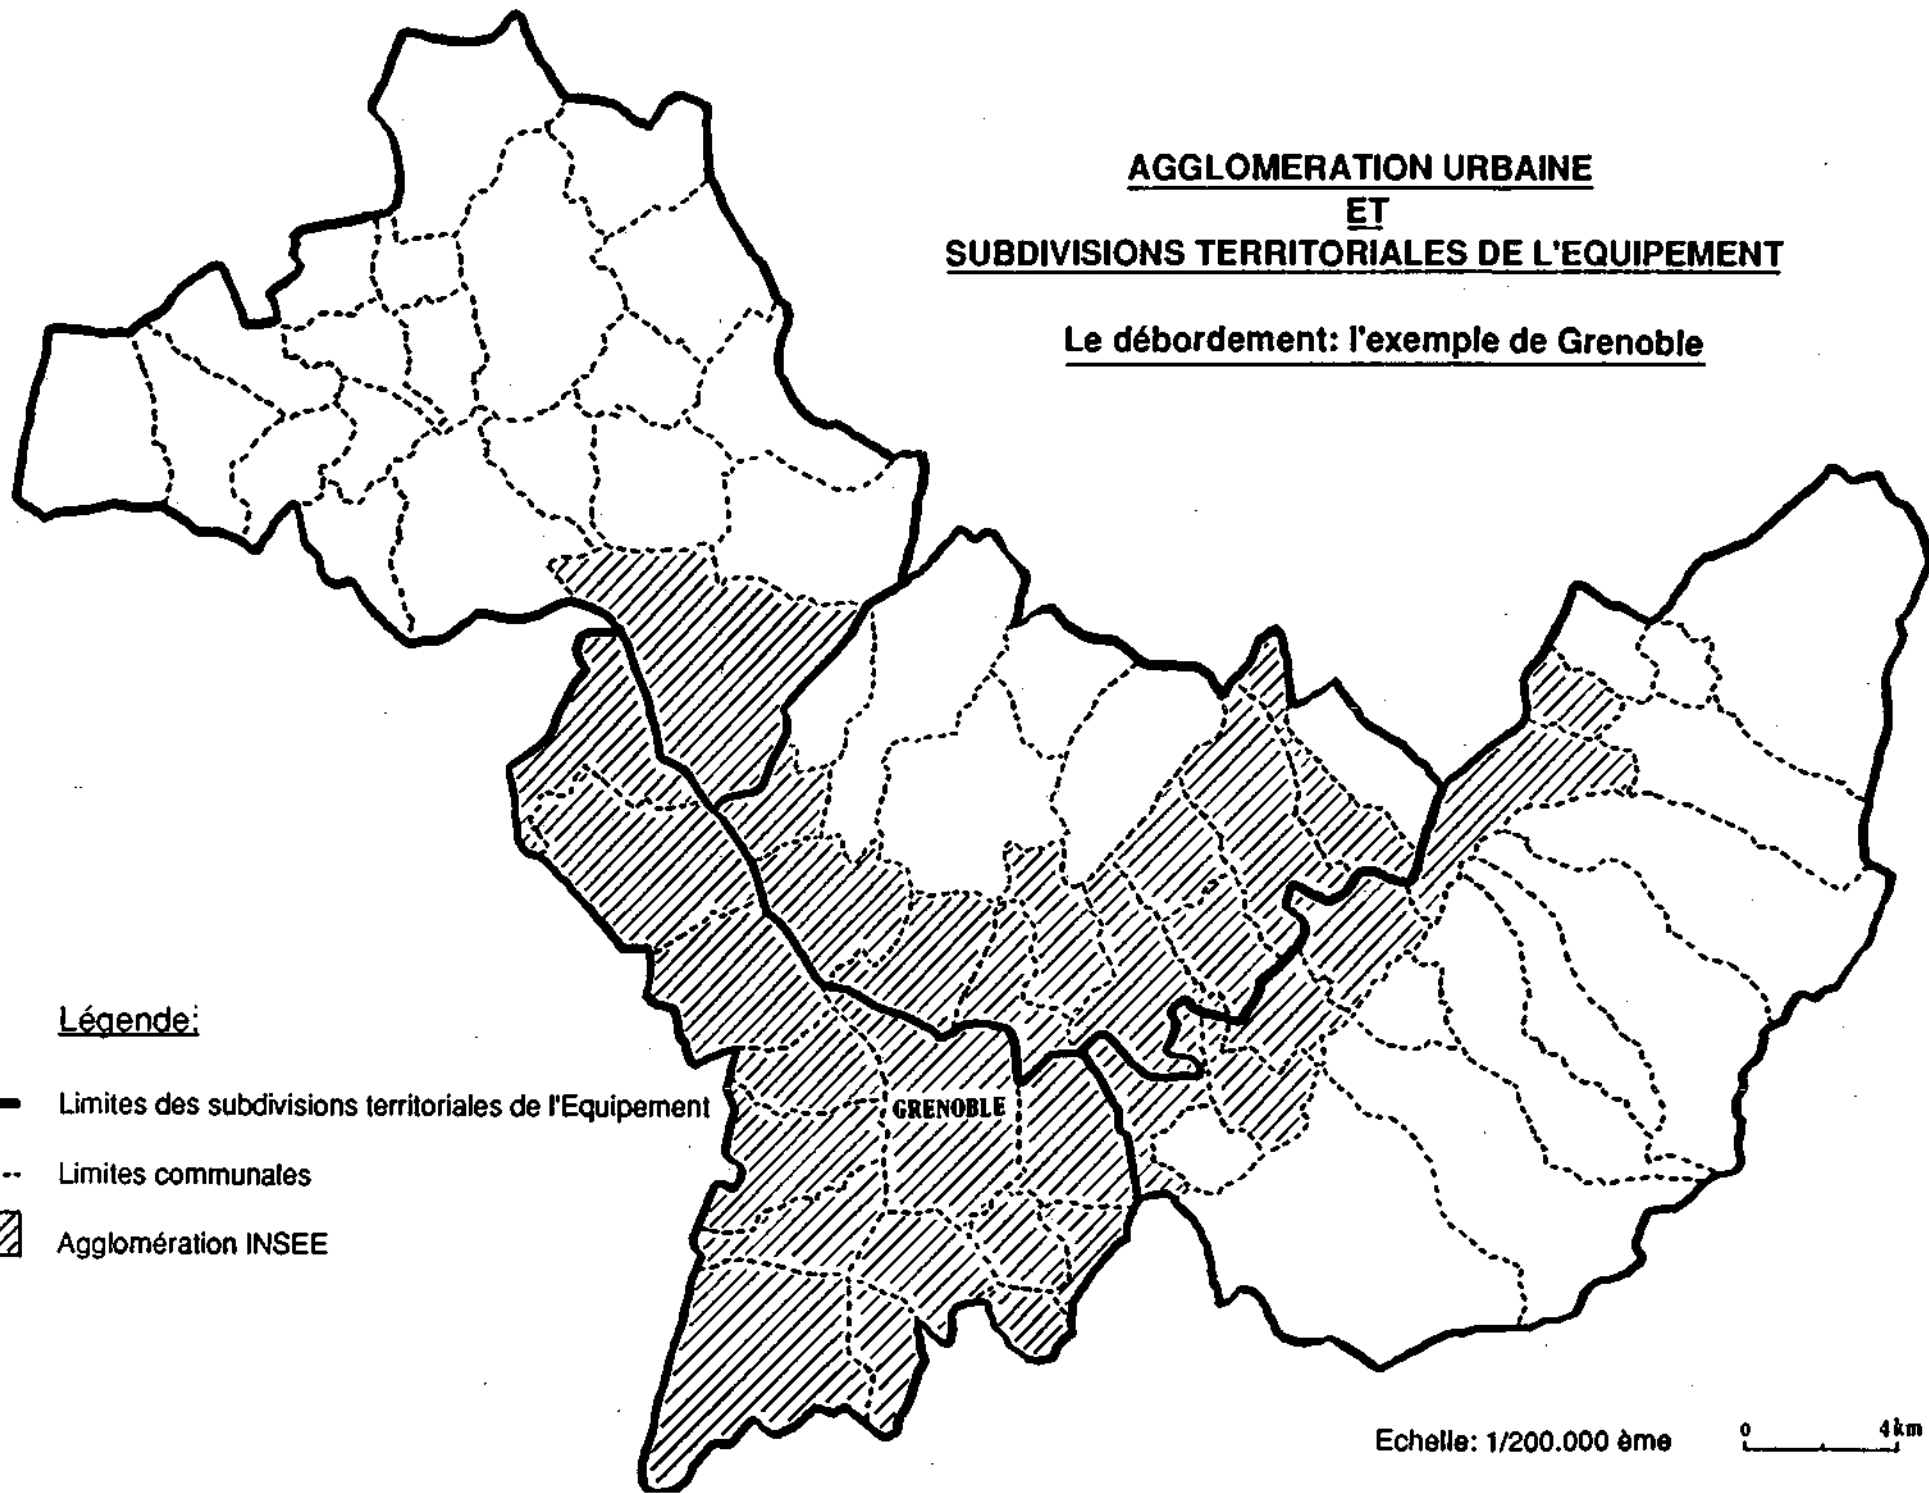 AGGLOMERATION URBAINE
ET
SUBDIVISIONS TERRITORIALES DE L'EQUIPEMENT
Le débordement: l'exemple de Grenoble
Légende:
Limites des subdivisions territoriales de l'Equipement
Limites communales
Agglomération INSEE
GRENOBLE
Echelle: 1/200.000 ème
0 4km